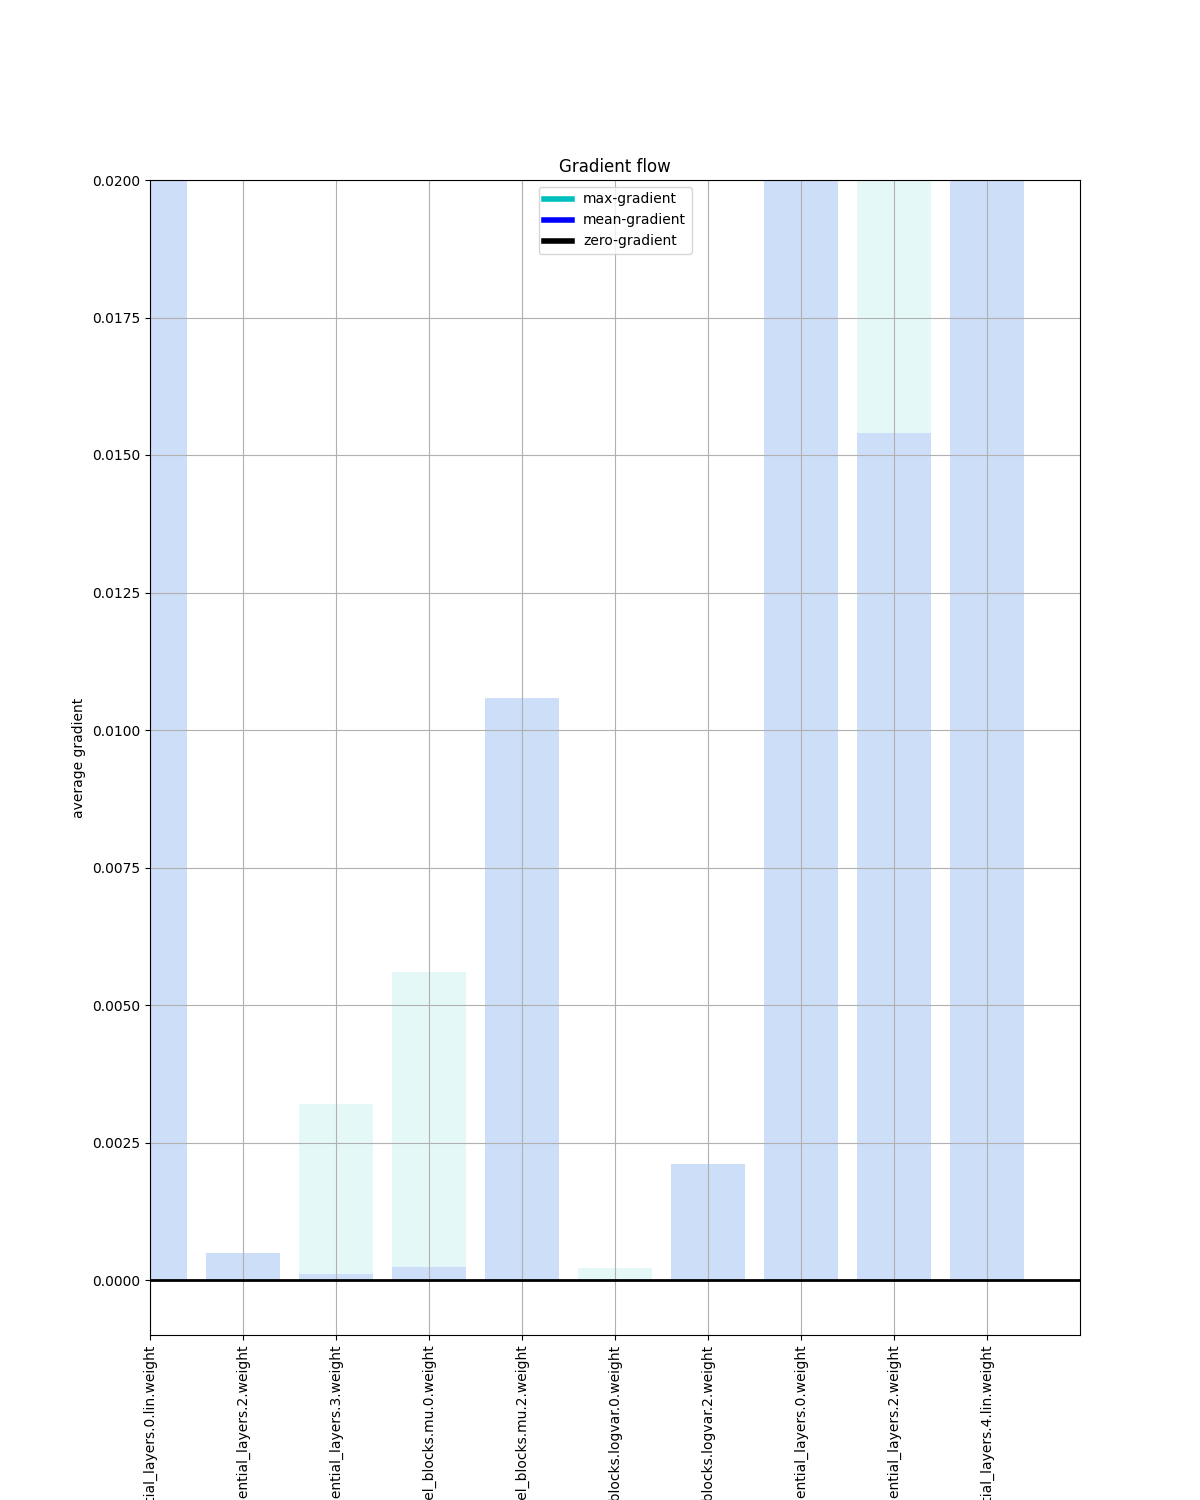 Gradient flow
max-gradient
mean-gradient
zero-gradient
0.0200
0.0175
0.0150
0.0125
0.0100
0.0075
0.0050
0.0025
0.0000
average gradient
tial_layers.0.lin.weight
ential_layers.2.weight
ential_layers.3.weight
el_blocks.mu.0.weight
el_blocks.mu.2.weight
blocks.logvar.0.weight
blocks.logvar.2.weight
ential_layers.0.weight
ential_layers.2.weight
tial_layers.4.lin.weight